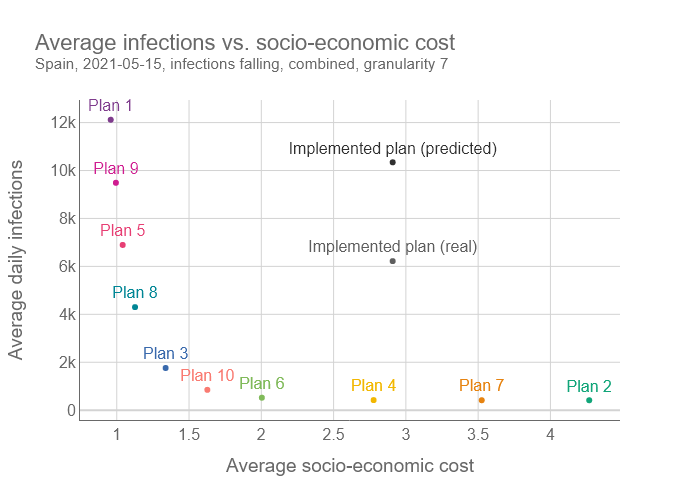 Average infections vs. socio-economic cost
Spain, 2021-05-15, infections falling, combined, granularity 7
Plan 1
12k
Implemented plan (predicted)
10k
Plan 9
8k
Plan 5
Implemented plan (real)
6k
Plan 8
4k
Plan 3
2k
Plan 10
Plan 6
Plan 4
Plan 7
Plan 2
0
Average daily infections
1
1.5
2
2.5
3
3.5
4
Average socio-economic cost